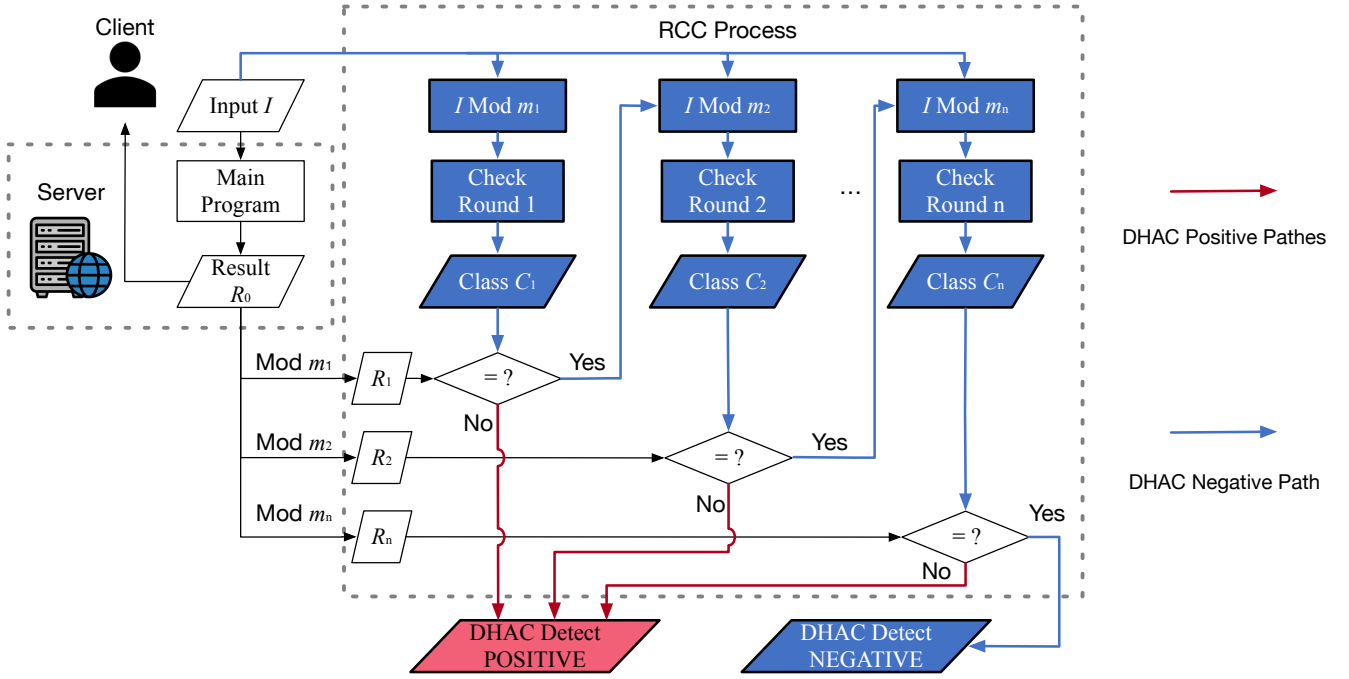 Client
RCC Process
Input I
I Mod m1
I Mod m2
I Mod mn
Server
Main
Program
Check
Round 1
Check
Round 2
...
Check
Round n
DHAC Positive Pathes
Result
R0
Class C1
Class C2
Class Cn
Mod m1
R1
= ?
Yes
No
Mod m2
R2
= ?
Yes
No
DHAC Negative Path
Mod mn
Rn
= ?
Yes
No
DHAC Detect
POSITIVE
DHAC Detect
NEGATIVE